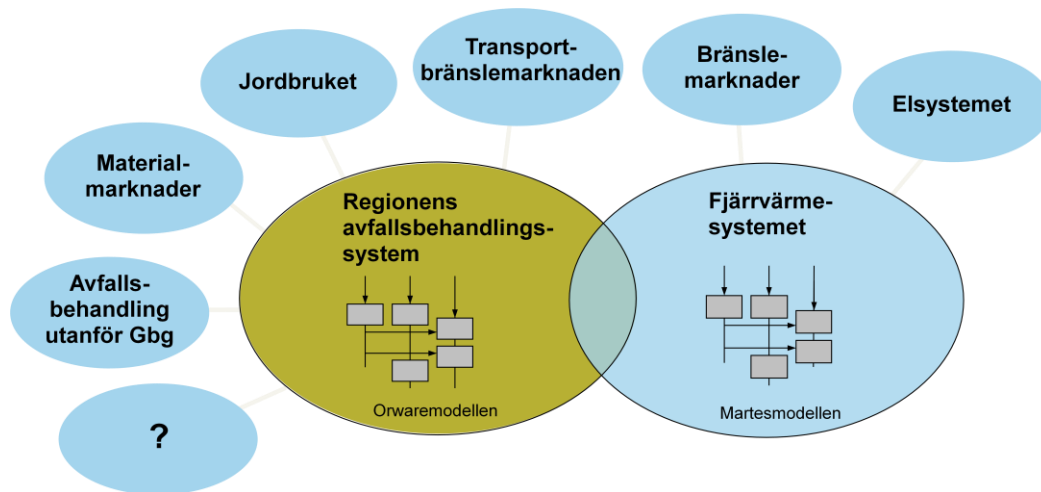 Transport-
bränslemarknaden
Bränsle-
marknader
Jordbruket
Elsystemet
Material-
marknader
Regionens
avfallsbehandlings-
system
Fjärrvärme-
systemet
Avfalls-
behandling
utanför Gbg
Orwaremodellen
Martesmodellen
?